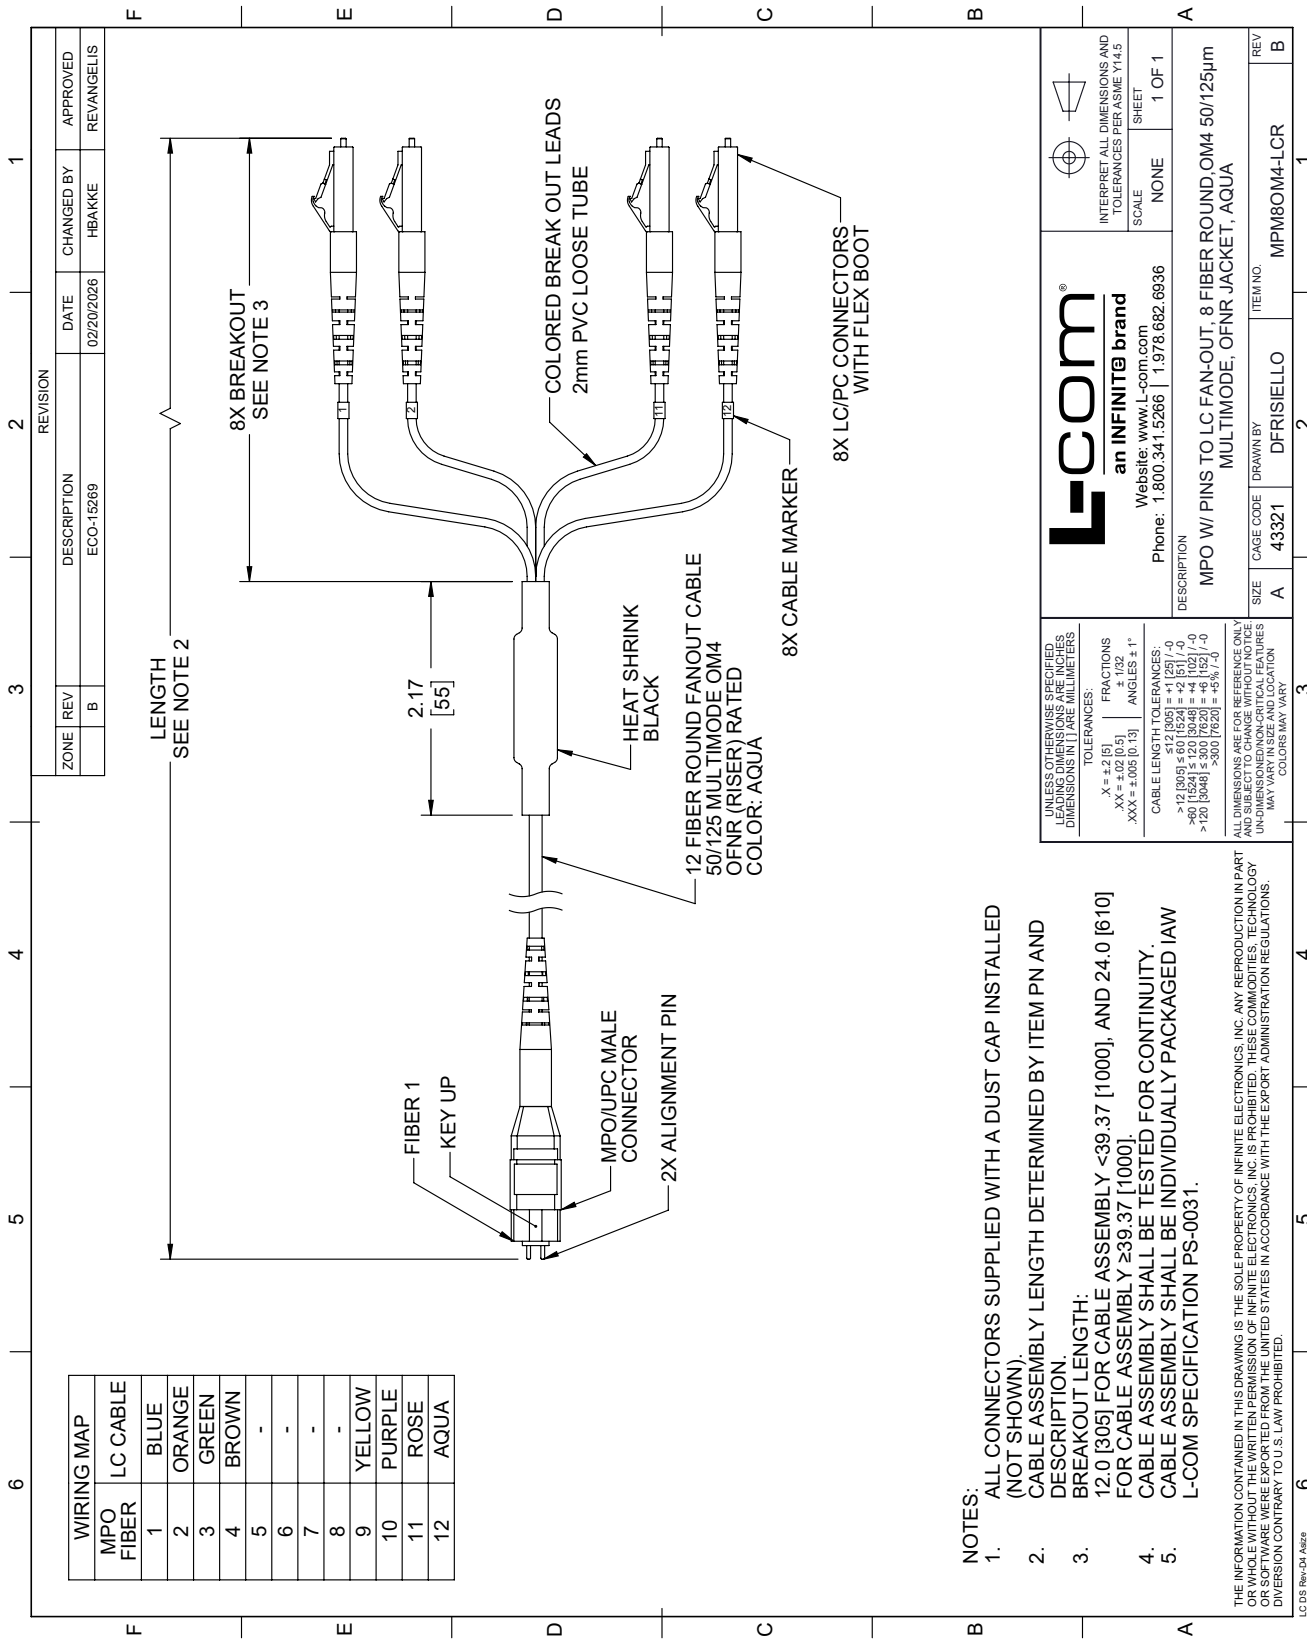 6
5
4
3
2
1
F
E
D
C
B
A
REVISION
ZONE REV DESCRIPTION DATE CHANGED BY APPROVED
B ECO-15269 02/20/2026 HBAKKE REVANGELIS
WIRING MAP
MPO FIBER LC CABLE
1 BLUE
2 ORANGE
3 GREEN
4 BROWN
5 -
6 -
7 -
8 -
9 YELLOW
10 PURPLE
11 ROSE
12 AQUA
LENGTH
SEE NOTE 2
8X BREAKOUT
SEE NOTE 3
2.17
[55]
FIBER 1
KEY UP
MPO/UPC MALE
CONNECTOR
2X ALIGNMENT PIN
HEAT SHRINK
BLACK
12 FIBER ROUND FANOUT CABLE
50/125 MULTIMODE OM4
OFNR (RISER) RATED
COLOR: AQUA
1
2
11
12
COLORED BREAK OUT LEADS
2mm PVC LOOSE TUBE
8X CABLE MARKER
8X LC/PC CONNECTORS
WITH FLEX BOOT
NOTES:
1. ALL CONNECTORS SUPPLIED WITH A DUST CAP INSTALLED
(NOT SHOWN).
2. CABLE ASSEMBLY LENGTH DETERMINED BY ITEM PN AND
DESCRIPTION.
3. BREAKOUT LENGTH:
12.0 [305] FOR CABLE ASSEMBLY <39.37 [1000], AND 24.0 [610]
FOR CABLE ASSEMBLY ≥39.37 [1000].
4. CABLE ASSEMBLY SHALL BE TESTED FOR CONTINUITY.
5. CABLE ASSEMBLY SHALL BE INDIVIDUALLY PACKAGED IAW
L-COM SPECIFICATION PS-0031.
THE INFORMATION CONTAINED IN THIS DRAWING IS THE SOLE PROPERTY OF INFINITE ELECTRONICS, INC. ANY REPRODUCTION IN PART
OR WHOLE WITHOUT THE WRITTEN PERMISSION OF INFINITE ELECTRONICS, INC. IS PROHIBITED. THESE COMMODITIES, TECHNOLOGY
OR SOFTWARE WERE EXPORTED FROM THE UNITED STATES IN ACCORDANCE WITH THE EXPORT ADMINISTRATION REGULATIONS.
DIVERSION CONTRARY TO U.S. LAW PROHIBITED.
UNLESS OTHERWISE SPECIFIED
LEADING DIMENSIONS ARE INCHES
DIMENSIONS IN [ ] ARE MILLIMETERS
TOLERANCES:
.X = ±.2 [5] FRACTIONS
.XX = ±.02 [0.5] ± 1/32
.XXX = ±.005 [0.13] ANGLES ± 1°
CABLE LENGTH TOLERANCES:
≤12 [305] = +1 [25] / -0
>12 [305] ≤ 60 [1524] = +2 [51] / -0
>60 [1524] ≤ 120 [3048] = +4 [102] / -0
>120 [3048] ≤ 300 [7620] = +6 [152] / -0
>300 [7620] = +5% / -0
ALL DIMENSIONS ARE FOR REFERENCE ONLY
AND SUBJECT TO CHANGE WITHOUT NOTICE.
UN-DIMENSIONED/NON-CRITICAL FEATURES
MAY VARY IN SIZE AND LOCATION
COLORS MAY VARY
L-com®
an INFINITE brand
Website: www.L-com.com
Phone: 1.800.341.5266 | 1.978.682.6936
INTERPRET ALL DIMENSIONS AND
TOLERANCES PER ASME Y14.5
SCALE NONE
SHEET 1 OF 1
DESCRIPTION
MPO W/ PINS TO LC FAN-OUT, 8 FIBER ROUND,OM4 50/125µm
MULTIMODE, OFNR JACKET, AQUA
SIZE CAGE CODE DRAWN BY ITEM NO. REV
A 43321 DFRISIELLO MPM8OM4-LCR B
6
5
4
3
2
1
F
E
D
C
B
A
LC DS Rev-D4 Asize